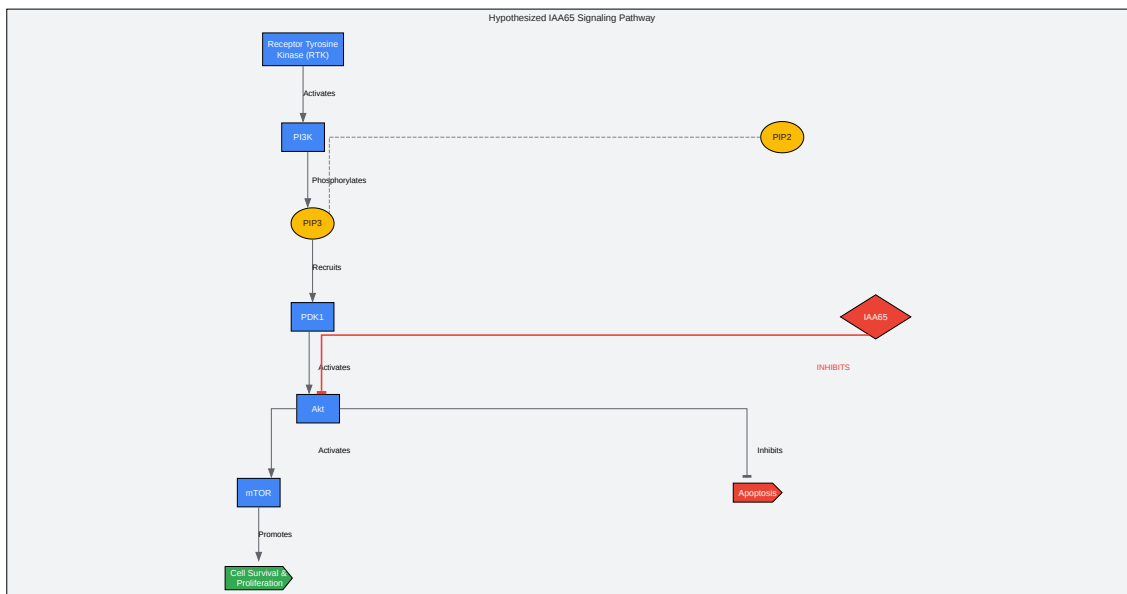 Hypothesized IAA65 Signaling Pathway
Receptor Tyrosine
Kinase (RTK)
Activates
PI3K
PIP2
Phosphorylates
PIP3
Recruits
PDK1
IAA65
Activates
INHIBITS
Akt
Activates
Inhibits
mTOR
Apoptosis
Promotes
Cell Survival &
Proliferation